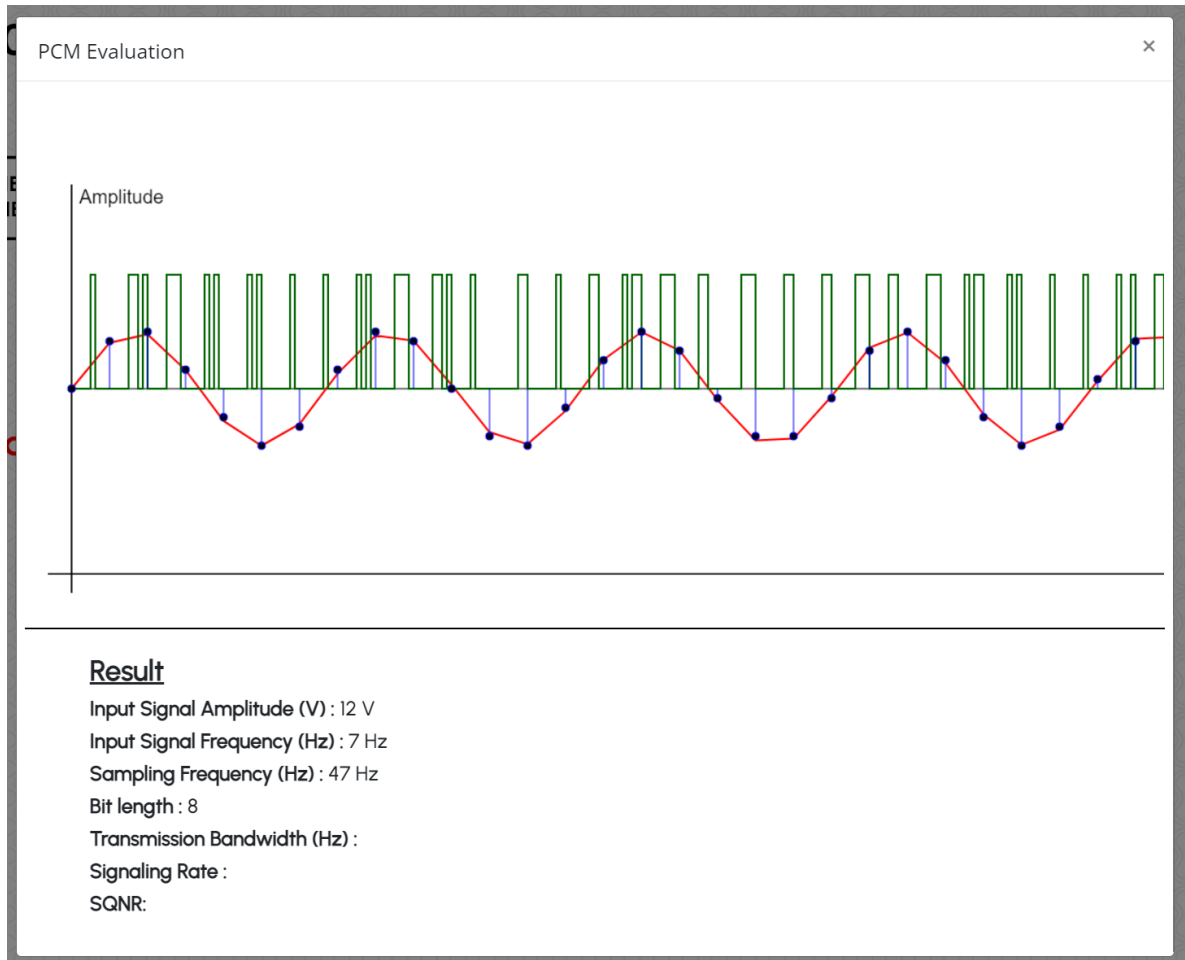 PCM Evaluation
×
Amplitude
Result
Input Signal Amplitude (V) : 12 V
Input Signal Frequency (Hz) : 7 Hz
Sampling Frequency (Hz) : 47 Hz
Bit length : 8
Transmission Bandwidth (Hz) :
Signaling Rate :
SQNR: